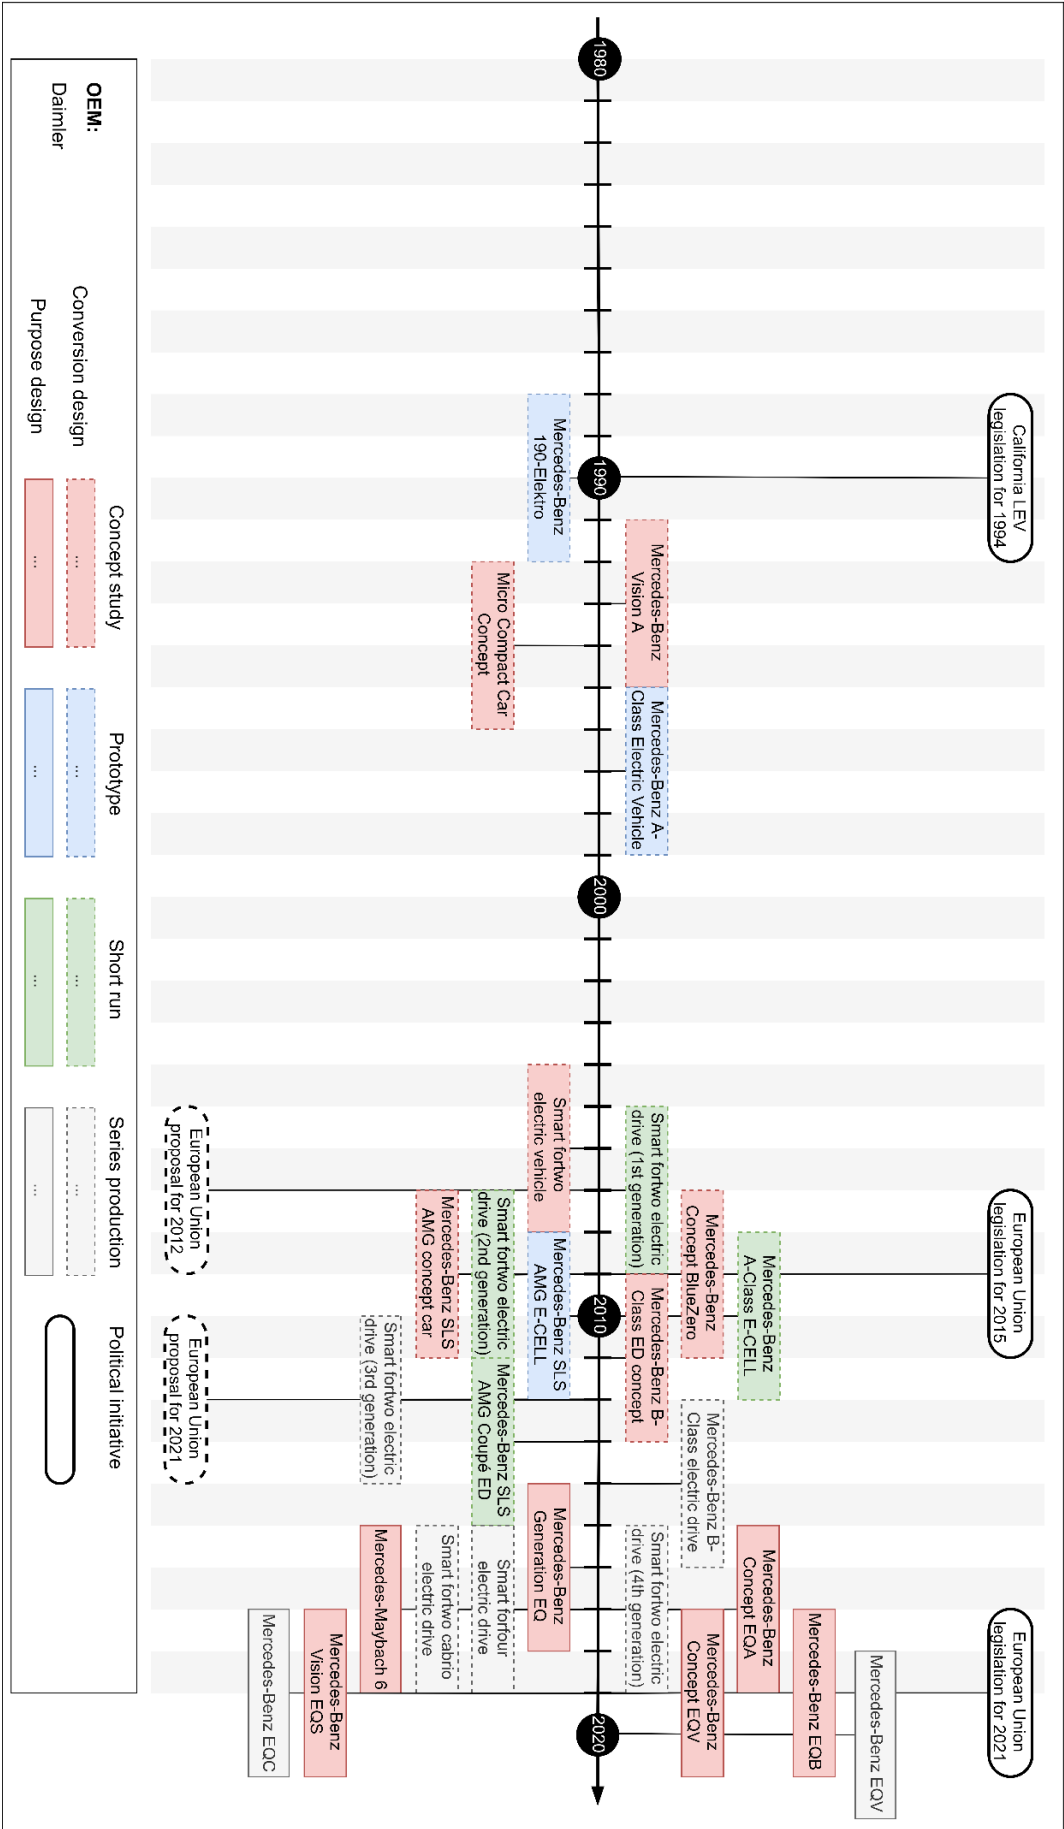 California LEV
legislation for 1994
European Union
legislation for 2015
European Union
legislation for 2021
Mercedes-Benz EQV
Mercedes-Benz EQB
Mercedes-Benz
A-Class E-CELL
Mercedes-Benz
Concept EQA
Mercedes-Benz
Concept BlueZero
Mercedes-Benz B-
Class electric drive
Mercedes-Benz
Concept EQV
Mercedes-Benz
Vision A
Mercedes-Benz A-
Class Electric Vehicle
Smart fortwo electric
drive (1st generation)
Mercedes-Benz B-
Class ED concept
Smart fortwo electric
drive (4th generation)
1980
1990
2000
2010
2020
Mercedes-Benz
190-Elektro
Smart fortwo
electric vehicle
Mercedes-Benz SLS
AMG E-CELL
Mercedes-Benz
Generation EQ
Micro Compact Car
Concept
Smart fortwo electric
drive (2nd generation)
Mercedes-Benz SLS
AMG Coupé ED
Smart forfour
electric drive
Mercedes-Benz SLS
AMG concept car
Smart fortwo cabrio
electric drive
Smart fortwo electric
drive (3rd generation)
Mercedes-Maybach 6
Mercedes-Benz
Vision EQS
Mercedes-Benz EQC
European Union
proposal for 2012
European Union
proposal for 2021
OEM:
Daimler
Concept study
Prototype
Short run
Series production
Political initiative
Conversion design
...
...
...
...
Purpose design
...
...
...
...